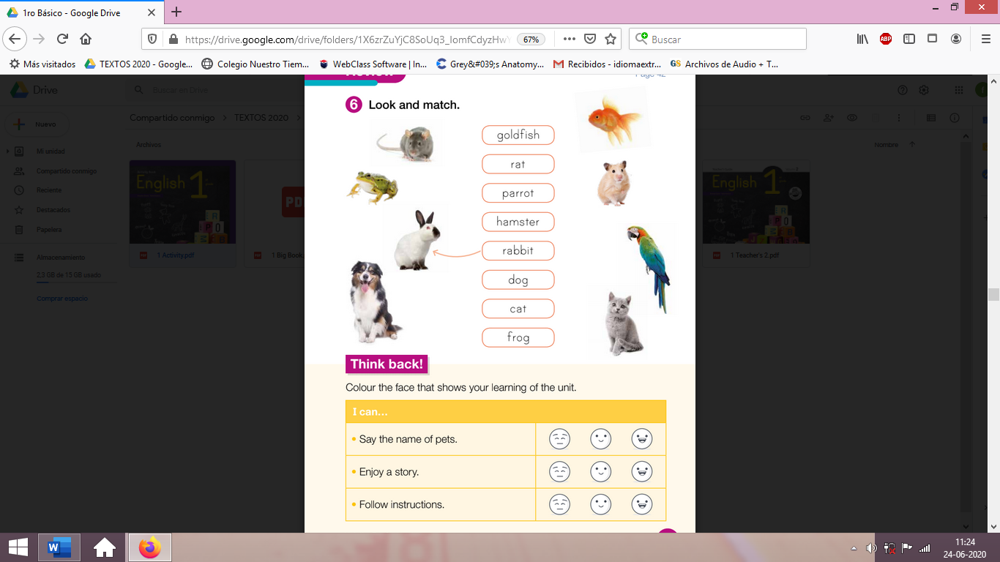 1ro Básico - Google Drive
https://drive.google.com/drive/folders/1X6zrZuYjC8SoUq3_IomfCdyzHw
67%
Buscar
ABP
Más visitados
TEXTOS 2020 - Google...
Colegio Nuestro Tiem...
WebClass Software | In...
Grey&#039;s Anatomy...
Recibidos - idiomaextr...
GS Archivos de Audio + T...
Drive
Buscar en Drive
Review
Page 42
Nuevo
Compartido conmigo
TEXTOS 2020
Archivos
Nombre
Mi unidad
Compartido conmigo
Reciente
Destacados
Papelera
Almacenamiento
2,3 GB de 15 GB usado
Comprar espacio
English 1
PDF
English 1
1 Activity.pdf
1 Big Book.
1 Teacher's 2.pdf
6 Look and match.
goldfish
rat
parrot
hamster
rabbit
dog
cat
frog
Think back!
Colour the face that shows your learning of the unit.
I can...
• Say the name of pets.
• Enjoy a story.
• Follow instructions.
W
11:24
24-06-2020